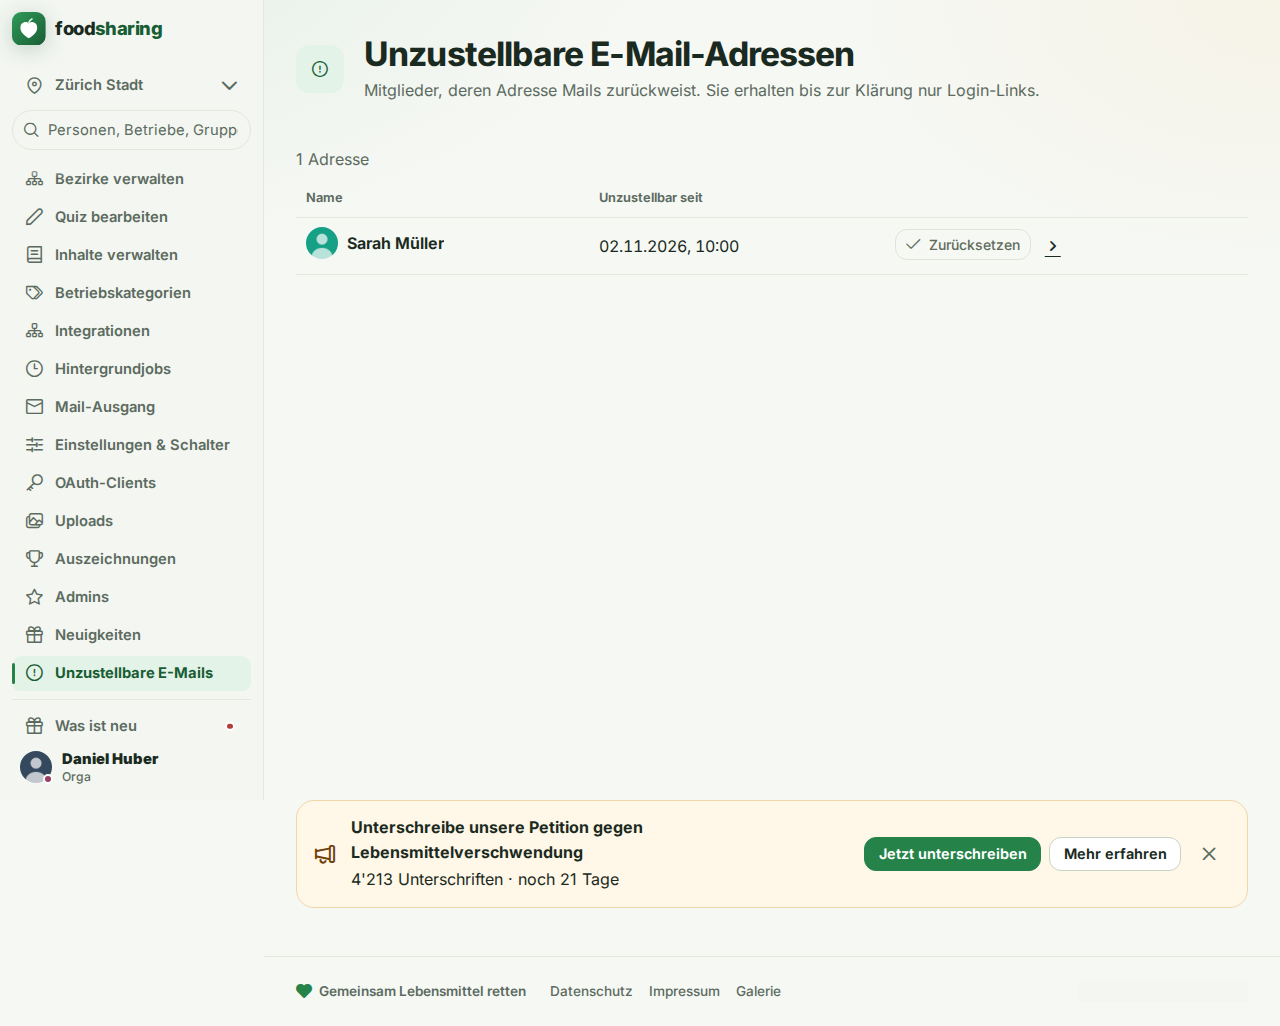 foodsharing
Zürich Stadt
Personen, Betriebe, Grupp
Bezirke verwalten
Quiz bearbeiten
Inhalte verwalten
Betriebskategorien
Integrationen
Hintergrundjobs
Mail-Ausgang
Einstellungen & Schalter
OAuth-Clients
Uploads
Auszeichnungen
Admins
Neuigkeiten
Unzustellbare E-Mails
Was ist neu
Daniel Huber
Orga
Unzustellbare E-Mail-Adressen
Mitglieder, deren Adresse Mails zurückweist. Sie erhalten bis zur Klärung nur Login-Links.
1 Adresse
Name Unzustellbar seit
Sarah Müller 02.11.2026, 10:00 Zurücksetzen
Unterschreibe unsere Petition gegen
Lebensmittelverschwendung
4'213 Unterschriften · noch 21 Tage
Jetzt unterschreiben Mehr erfahren
Gemeinsam Lebensmittel retten Datenschutz Impressum Galerie